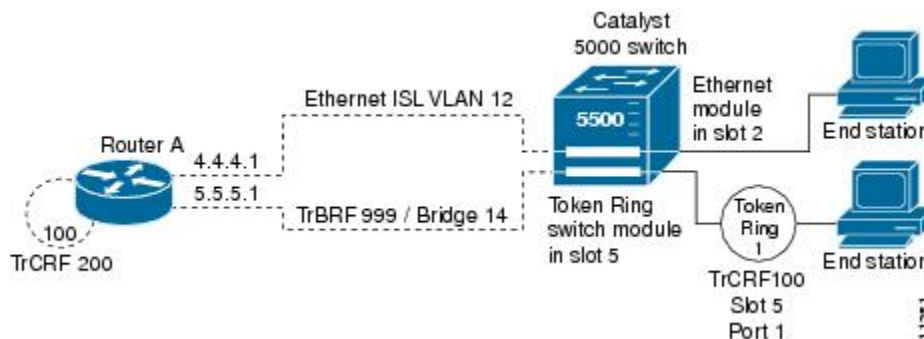 Catalyst
5000 switch
Ethernet ISL VLAN 12
5500
Ethernet
module
in slot 2
End station
Router A
4.4.4.1
5.5.5.1
TrBRF 999 / Bridge 14
100
TrCRF 200
Token Ring
switch module
in slot 5
Token
Ring
1
End station
TrCRF100
Slot 5
Port 1